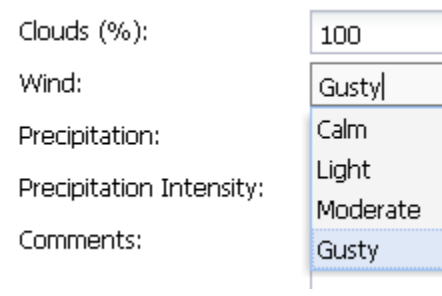 Clouds (%): 100
Wind: Gusty
Precipitation: Calm
Light
Precipitation Intensity: Moderate
Comments: Gusty